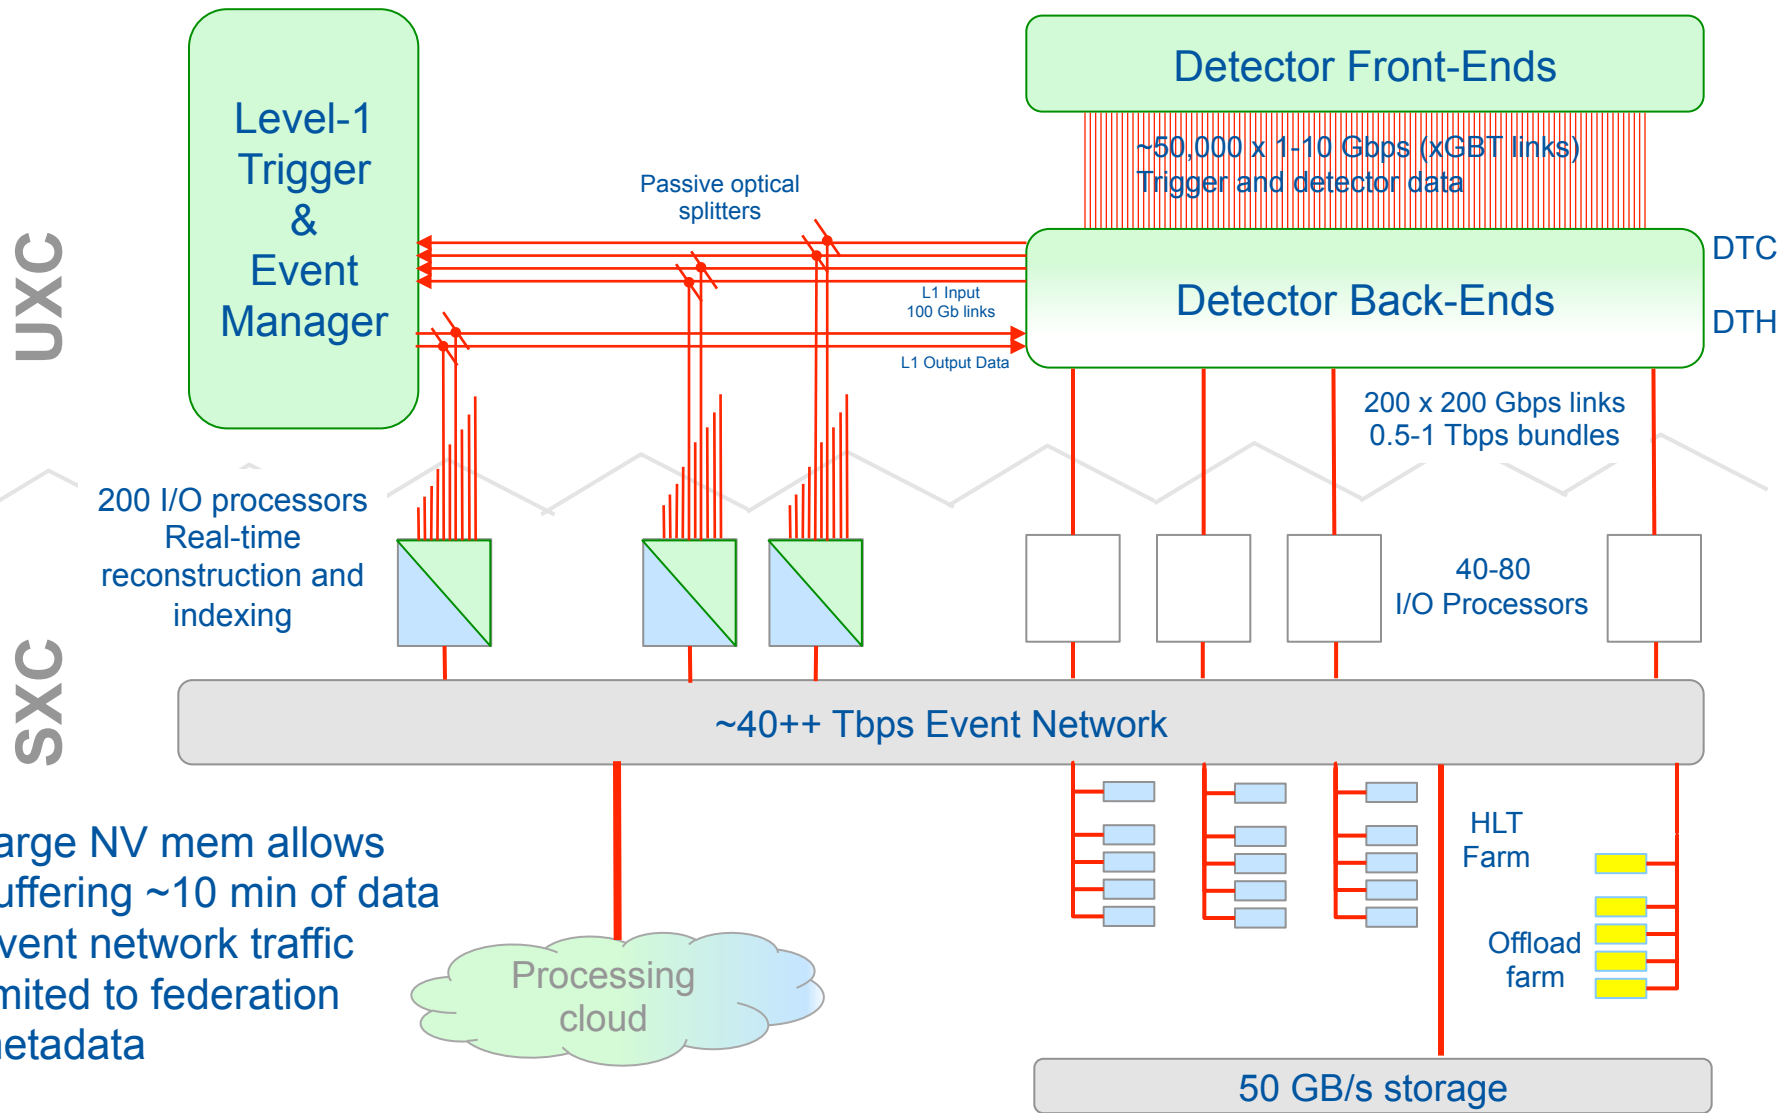 Detector Front-Ends
Level-1
Trigger
&
Event
Manager
~50,000 x 1-10 Gbps (xGBT links)
Trigger and detector data
Passive optical
splitters
UXC
DTC
Detector Back-Ends
DTH
L1 Input
100 Gb links
L1 Output Data
200 x 200 Gbps links
0.5-1 Tbps bundles
200 I/O processors
Real-time
reconstruction and
indexing
40-80
I/O Processors
SXC
~40++ Tbps Event Network
arge NV mem allows
uffering ~10 min of data
vent network traffic
mited to federation
netadata
HLT
Farm
Offload
farm
Processing
cloud
50 GB/s storage